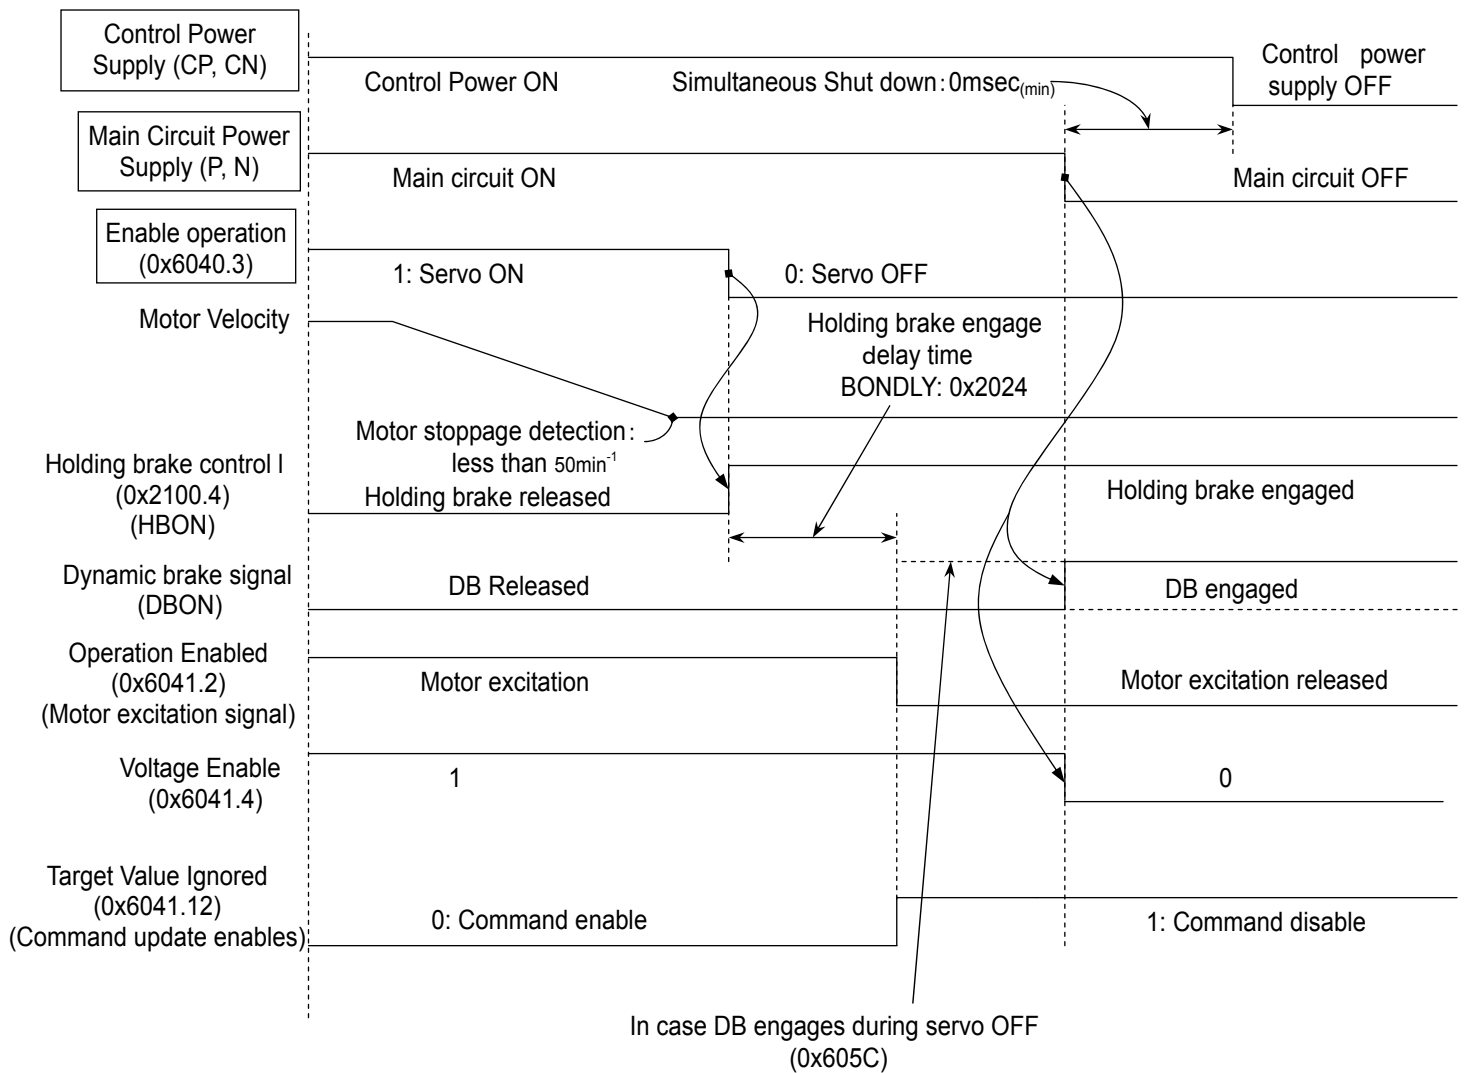 Control Power
Supply (CP, CN)
Control Power ON
Simultaneous Shut down: 0msec(min)
Control power
supply OFF
Main Circuit Power
Supply (P, N)
Main circuit ON
Main circuit OFF
Enable operation
(0x6040.3)
1: Servo ON
0: Servo OFF
Motor Velocity
Holding brake engage
delay time
BONDLY: 0x2024
Motor stoppage detection:
less than 50min-1
Holding brake control I
(0x2100.4)
(HBON)
Holding brake released
Holding brake engaged
Dynamic brake signal
(DBON)
DB Released
DB engaged
Operation Enabled
(0x6041.2)
(Motor excitation signal)
Motor excitation
Motor excitation released
Voltage Enable
(0x6041.4)
1
0
Target Value Ignored
(0x6041.12)
(Command update enables)
0: Command enable
1: Command disable
In case DB engages during servo OFF
(0x605C)